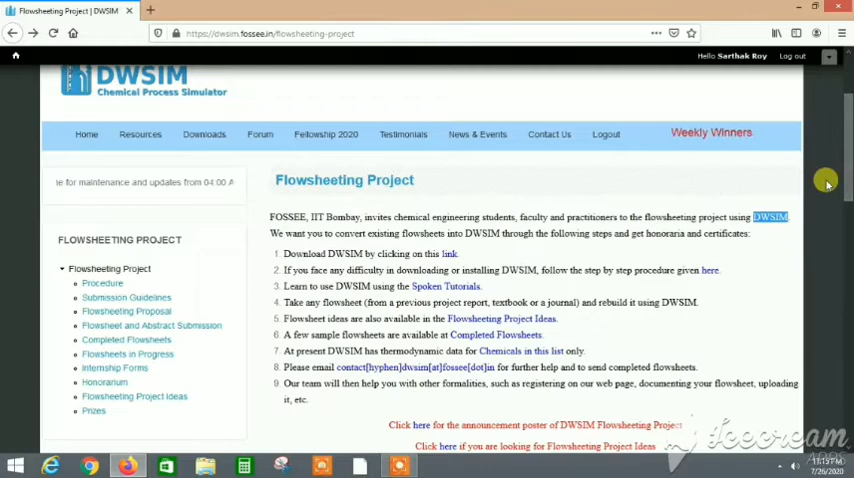 Flowsheeting Project | DWSIM
https://dwsim.fossee.in/flowsheeting-project
Hello Sarthak Roy Log out
DWSIM
Chemical Process Simulator
Home Resources Downloads Forum Fellowship 2020 Testimonials News & Events Contact Us Logout Weekly Winners
ne for maintenance and updates from 04:00 A
Flowsheeting Project
FOSSEE, IIT Bombay, invites chemical engineering students, faculty and practitioners to the flowsheeting project using DWSIM.
We want you to convert existing flowsheets into DWSIM through the following steps and get honoraria and certificates:
1. Download DWSIM by clicking on this link.
2. If you face any difficulty in downloading or installing DWSIM, follow the step by step procedure given here.
3. Learn to use DWSIM using the Spoken Tutorials.
4. Take any flowsheet (from a previous project report, textbook or a journal) and rebuild it using DWSIM.
5. Flowsheet ideas are also available in the Flowsheeting Project Ideas.
6. A few sample flowsheets are available at Completed Flowsheets.
7. At present DWSIM has thermodynamic data for Chemicals in this list only.
8. Please email contact[hyphen]dwsim[at]fossee[dot]in for further help and to send completed flowsheets.
9. Our team will then help you with other formalities, such as registering on our web page, documenting your flowsheet, uploading
it, etc.
Click here for the announcement poster of DWSIM Flowsheeting Project
Click here if you are looking for Flowsheeting Project Ideas
FLOWSHEETING PROJECT
Flowsheeting Project
Procedure
Submission Guidelines
Flowsheeting Proposal
Flowsheet and Abstract Submission
Completed Flowsheets
Flowsheets in Progress
Internship Forms
Honorarium
Flowsheeting Project Ideas
Prizes
icecream
APPS
11:15 PM
7/26/2020